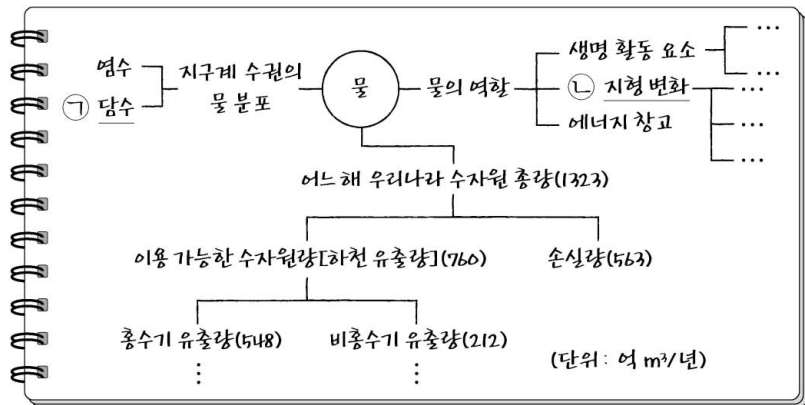 생명 활동 요소 …
…
염수 지구계 수권의 물 분포 물 물의 역할 ㉡ 지형 변화 …
㉠ 담수
에너지 창고 …
…
어느 해 우리나라 수자원 총량(1323)
이용 가능한 수자원량[하천 유출량](760) 손실량(563)
홍수기 유출량(548) 비홍수기 유출량(212)
⋮ ⋮ (단위: 억 m³/년)